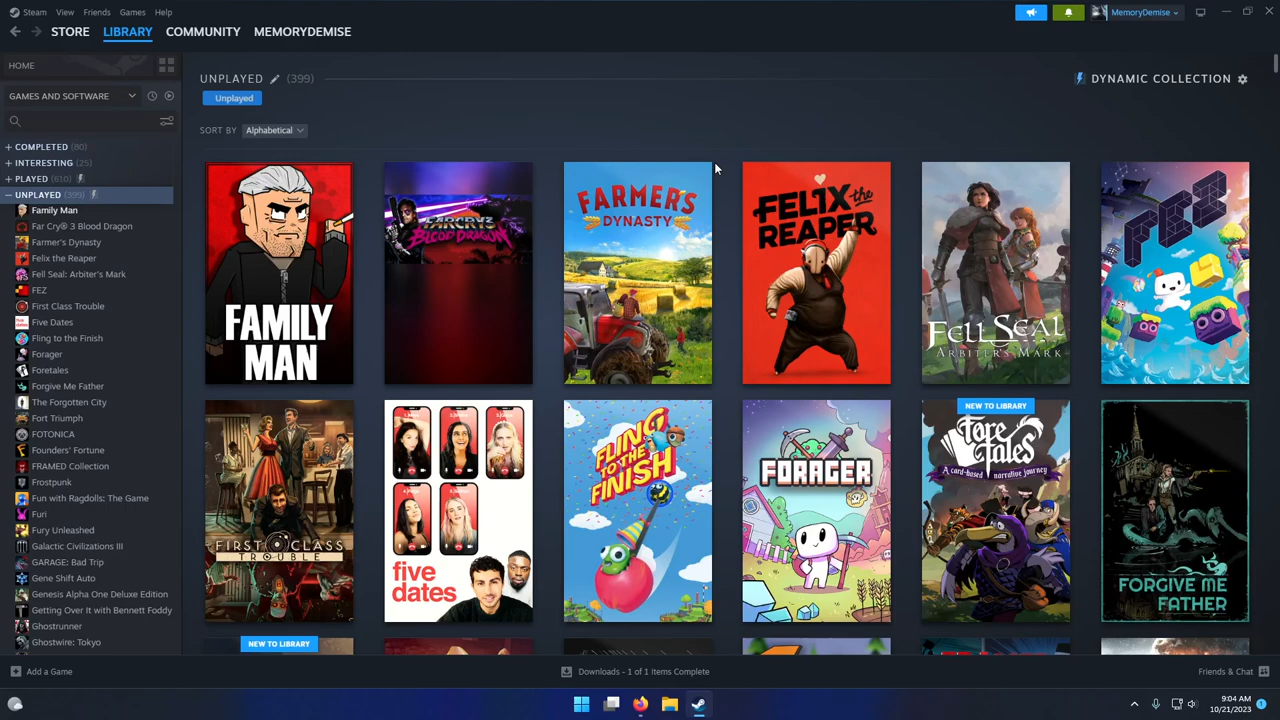 Steam View Friends Games Help
MemoryDemise
STORE LIBRARY COMMUNITY MEMORYDEMISE
HOME
GAMES AND SOFTWARE
COMPLETED (80)
INTERESTING (25)
PLAYED (610)
UNPLAYED (399)
Family Man
Far Cry® 3 Blood Dragon
Farmer's Dynasty
Felix the Reaper
Fell Seal: Arbiter's Mark
FEZ
First Class Trouble
Five Dates
Fling to the Finish
Forager
Foretales
Forgive Me Father
The Forgotten City
Fort Triumph
FOTONICA
Founders' Fortune
FRAMED Collection
Frostpunk
Fun with Ragdolls: The Game
Furi
Fury Unleashed
Galactic Civilizations III
GARAGE: Bad Trip
Gene Shift Auto
Genesis Alpha One Deluxe Edition
Getting Over It with Bennett Foddy
Ghostrunner
Ghostwire: Tokyo
UNPLAYED (399)
DYNAMIC COLLECTION
Unplayed
SORT BY Alphabetical
FAMILY
MAN
FARCRY3
BLOOD DRAGON
FARMER'S
DYNASTY
FELIX the
REAPER
FELL SEAL
ARBITER'S MARK
FEZ
FIRST CLASS
TROUBLE
five
dates
FLING
TO THE
FINISH
FORAGER
NEW TO LIBRARY
Foretales
A card-based narrative journey
FORGIVE ME
FATHER
NEW TO LIBRARY
Add a Game
Downloads - 1 of 1 Items Complete
Friends & Chat
9:04 AM
10/21/2023